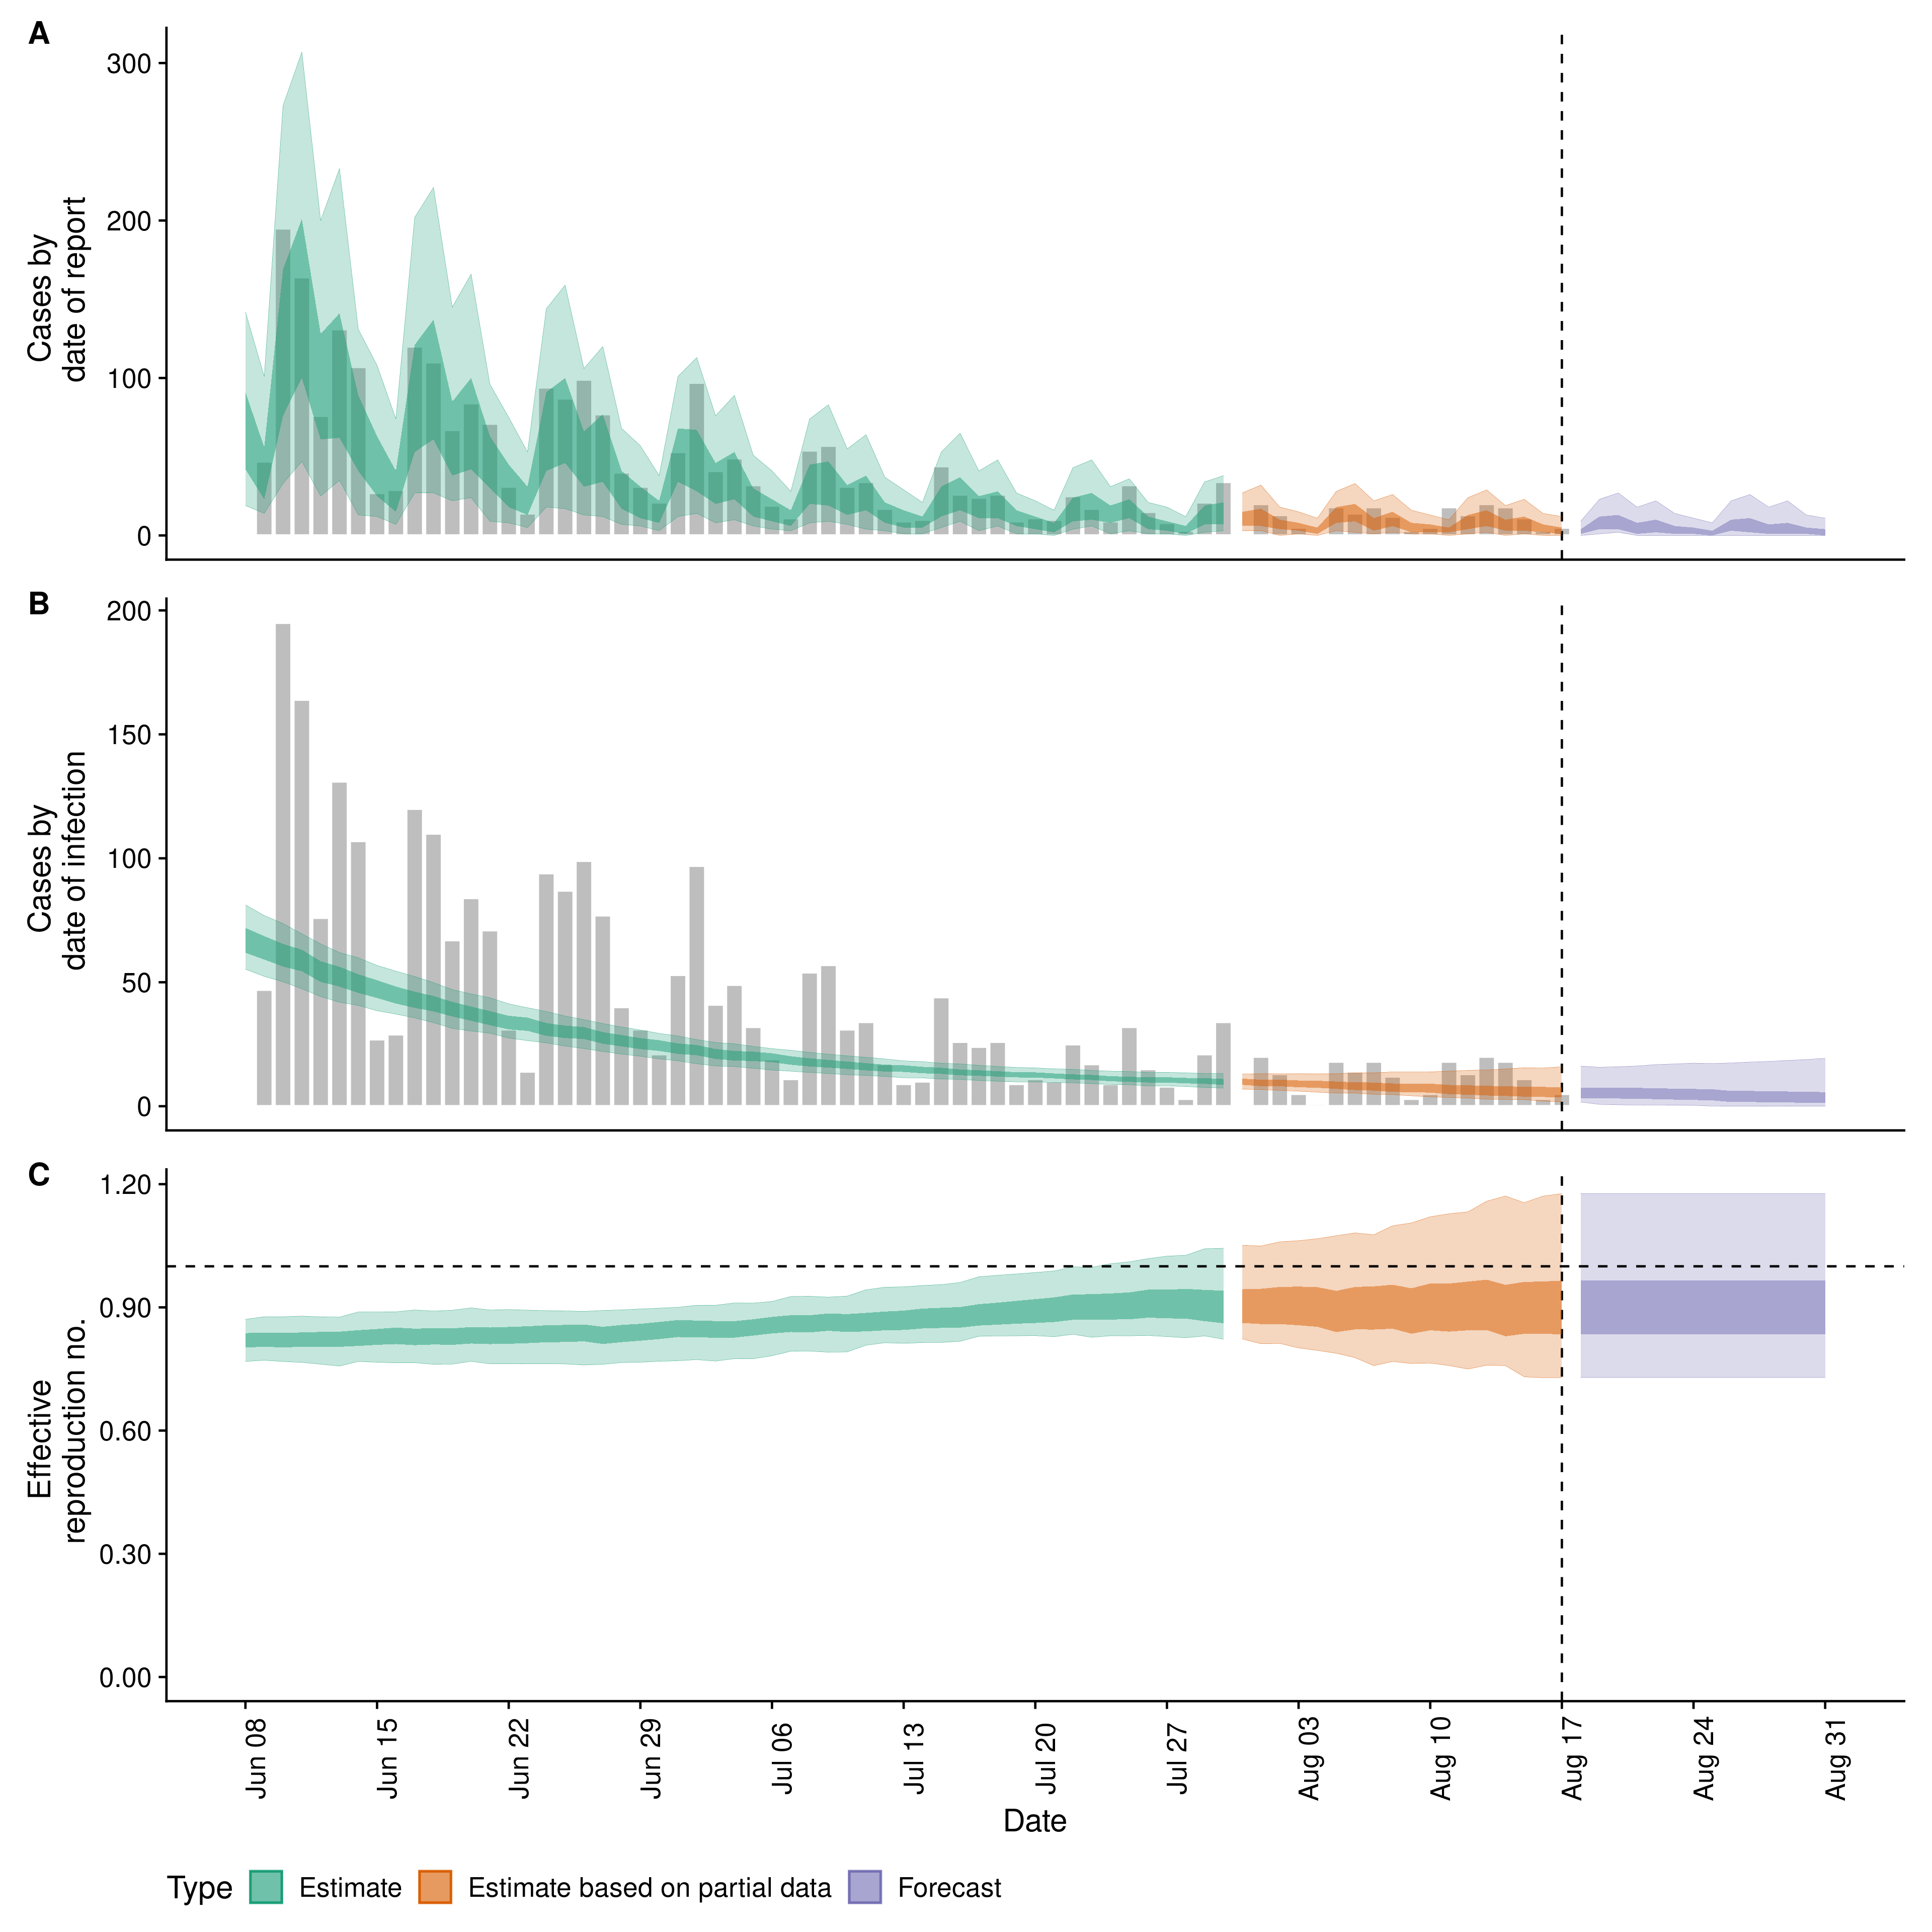 A
Cases by
date of report
300
200
100
0
B
Cases by
date of infection
200
150
100
50
0
C
Effective
reproduction no.
1.20
0.90
0.60
0.30
0.00
Jun 08
Jun 15
Jun 22
Jun 29
Jul 06
Jul 13
Jul 20
Jul 27
Aug 03
Aug 10
Aug 17
Aug 24
Aug 31
Date
Type Estimate Estimate based on partial data Forecast